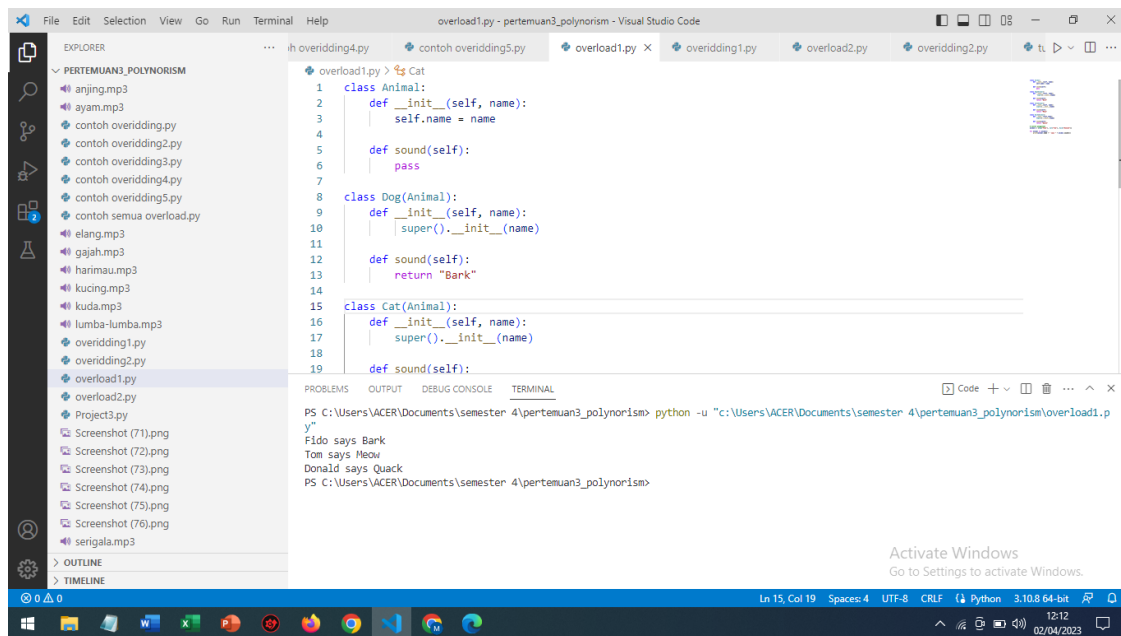 File Edit Selection View Go Run Terminal Help overload1.py - pertemuan3_polynorism - Visual Studio Code
EXPLORER
oh overidding4.py contoh overidding5.py overload1.py overidding1.py overload2.py overidding2.py tu
PERTEMUAN3_POLYNORISM
anjing.mp3
ayam.mp3
contoh overidding.py
contoh overidding2.py
contoh overidding3.py
contoh overidding4.py
contoh overidding5.py
contoh semua overload.py
elang.mp3
gajah.mp3
harimau.mp3
kucing.mp3
kuda.mp3
lumba-lumba.mp3
overidding1.py
overidding2.py
overload1.py
overload2.py
Project3.py
Screenshot (71).png
Screenshot (72).png
Screenshot (73).png
Screenshot (74).png
Screenshot (75).png
Screenshot (76).png
serigala.mp3
OUTLINE
TIMELINE
2
overload1.py > Cat
1 class Animal:
2 def __init__(self, name):
3 self.name = name
4
5 def sound(self):
6 pass
7
8 class Dog(Animal):
9 def __init__(self, name):
10 super().__init__(name)
11
12 def sound(self):
13 return "Bark"
14
15 class Cat(Animal):
16 def __init__(self, name):
17 super().__init__(name)
18
19 def sound(self):
PROBLEMS OUTPUT DEBUG CONSOLE TERMINAL Code
PS C:\Users\ACER\Documents\semester 4\pertemuan3_polynorism> python -u "c:\Users\ACER\Documents\semester 4\pertemuan3_polynorism\overload1.p
y"
Fido says Bark
Tom says Meow
Donald says Quack
PS C:\Users\ACER\Documents\semester 4\pertemuan3_polynorism>
Activate Windows
Go to Settings to activate Windows.
0 0 Ln 15, Col 19 Spaces: 4 UTF-8 CRLF Python 3.10.8 64-bit
12:12
02/04/2023